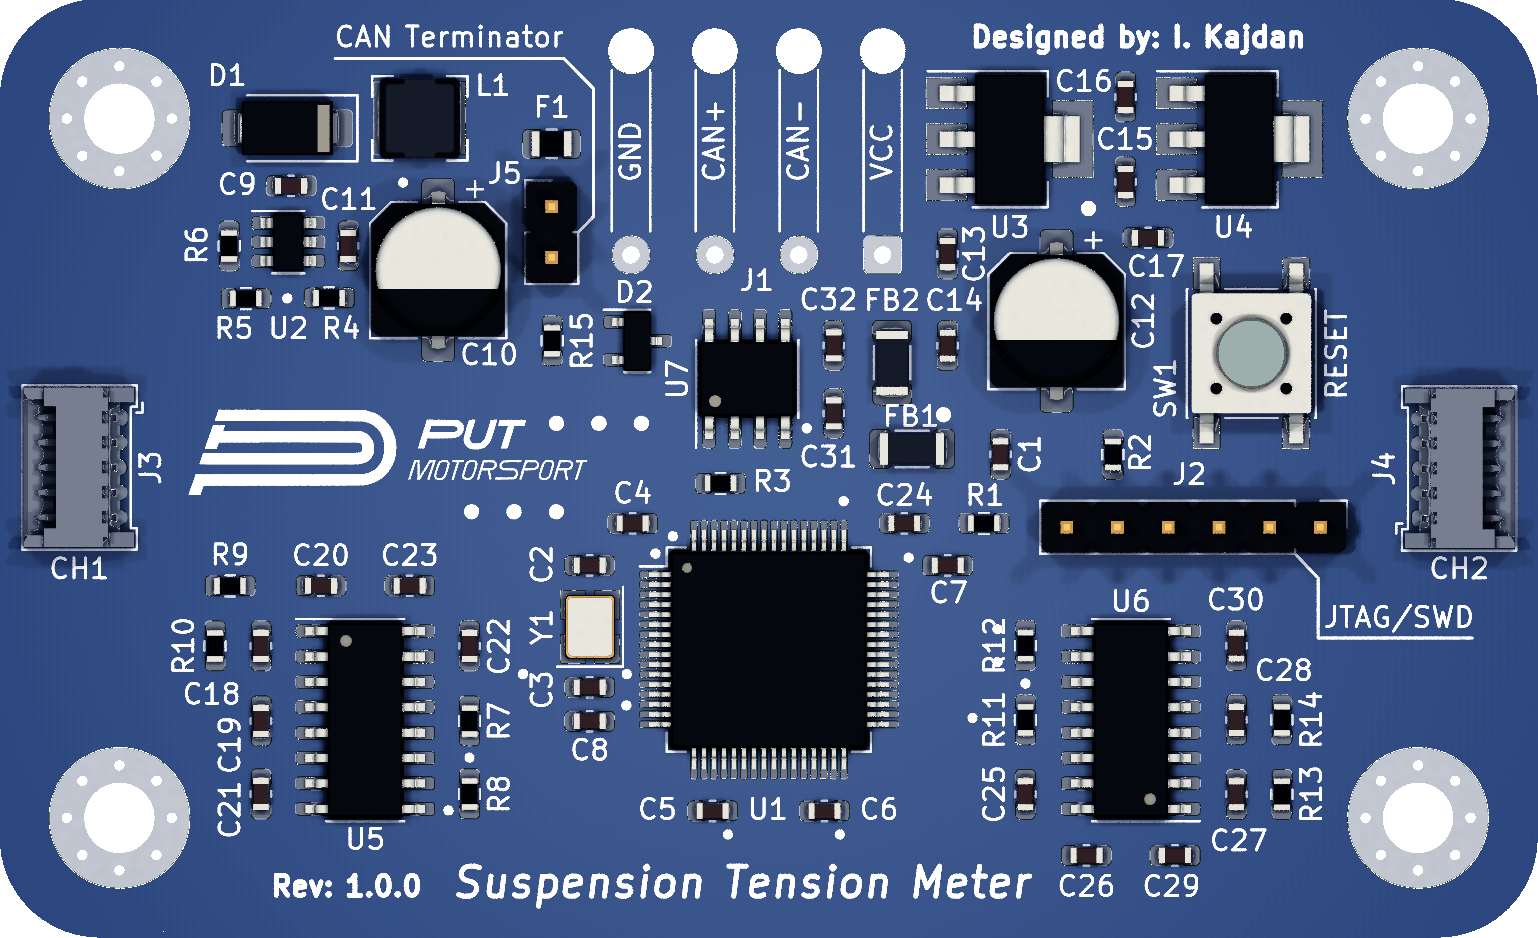 CAN Terminator
Designed by: I. Kajdan
D1
L1
F1
C16
C15
GND
CAN+
CAN-
VCC
J5
+
C9
C11
U3
U4
R6
C13
+
C17
J1
D2
C32
FB2
C14
R5
U2
R4
C10
R15
C12
RESET
U7
SW1
FB1
PUT
MOTORSPORT
C31
C1
R2
J3
J2
J4
R3
C4
C24
R1
CH1
CH2
R9
C20
C23
C2
C7
U6
C30
JTAG/SWD
Y1
R10
C22
R12
C28
C18
C3
C19
R7
R11
R14
C8
C21
R8
C5
U1
C6
C25
R13
U5
C27
Rev: 1.0.0
Suspension Tension Meter
C26
C29